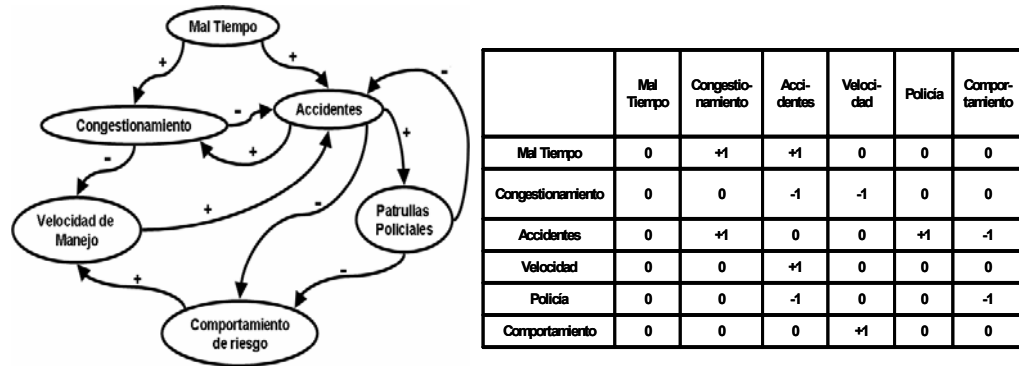 Mal Tiempo
+
+
-
Accidentes
Congestionamiento
-
+
+
-
Velocidad de
Manejo
+
-
Patrullas
Policiales
-
+
Comportamiento
de riesgo
Mal
Tiempo
Congestio-
namiento
Acci-
dentes
Veloci-
dad
Policía
Compor-
tamiento
Mal Tiempo 0 +1 +1 0 0 0
Congestionamiento 0 0 -1 -1 0 0
Accidentes 0 +1 0 0 +1 -1
Velocidad 0 0 +1 0 0 0
Policía 0 0 -1 0 0 -1
Comportamiento 0 0 0 +1 0 0